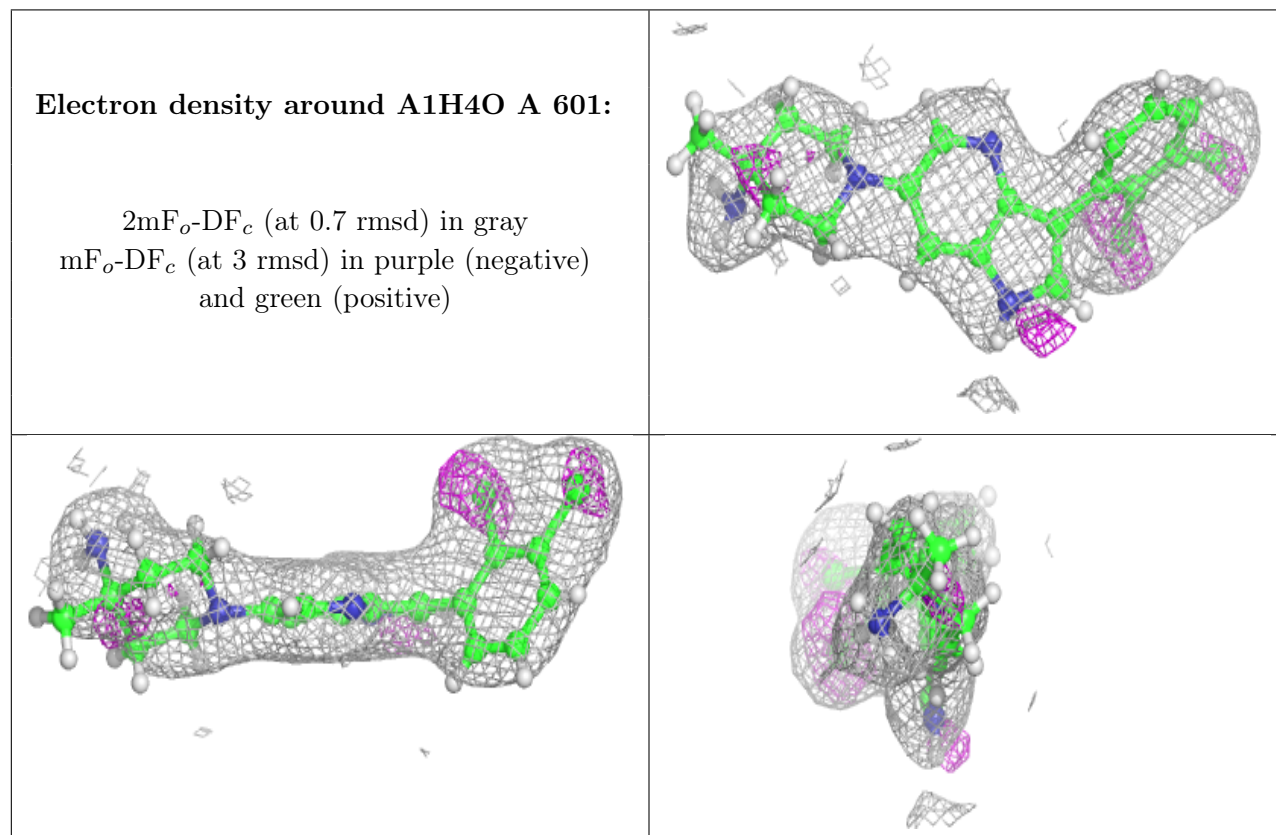 Electron density around A1H4O A 601:
2mFo-DFc (at 0.7 rmsd) in gray
mFo-DFc (at 3 rmsd) in purple (negative)
and green (positive)